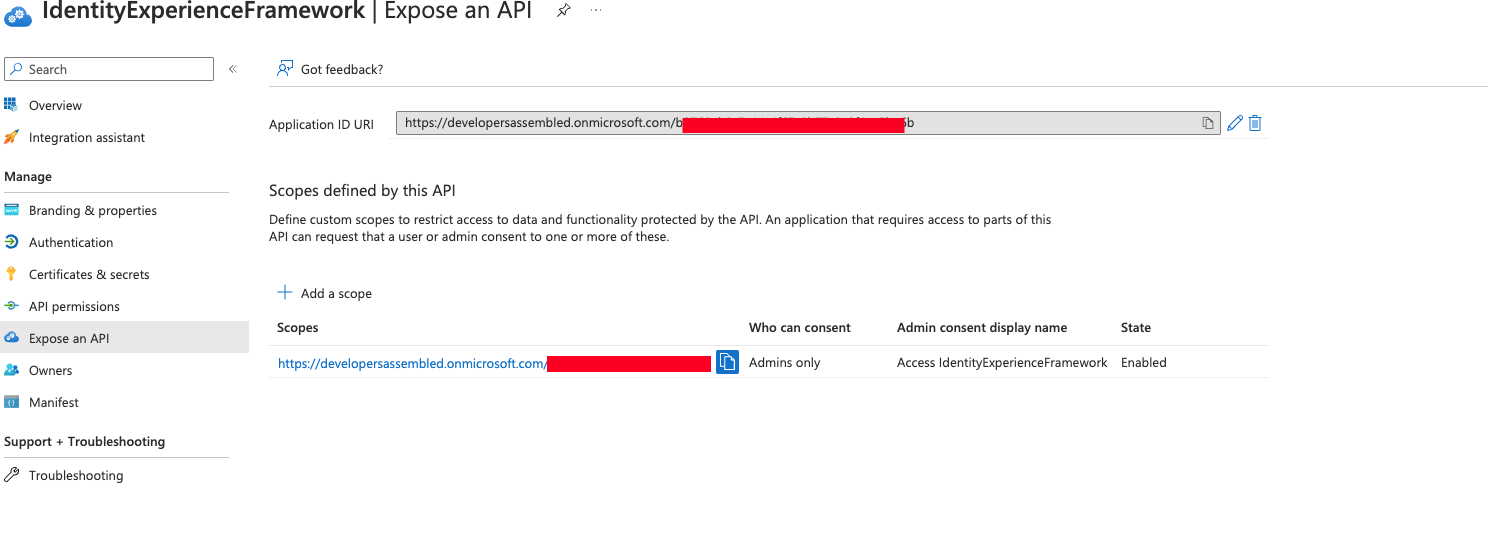 IdentityExperienceFramework | Expose an API
Search
Got feedback?
Overview
Integration assistant
Application ID URI
https://developersassembled.onmicrosoft.com/b
Manage
Branding & properties
Authentication
Certificates & secrets
API permissions
Expose an API
Owners
Manifest
Support + Troubleshooting
Troubleshooting
Scopes defined by this API
Define custom scopes to restrict access to data and functionality protected by the API. An application that requires access to parts of this
API can request that a user or admin consent to one or more of these.
Add a scope
Scopes Who can consent Admin consent display name State
https://developersassembled.onmicrosoft.com/ Admins only Access IdentityExperienceFramework Enabled